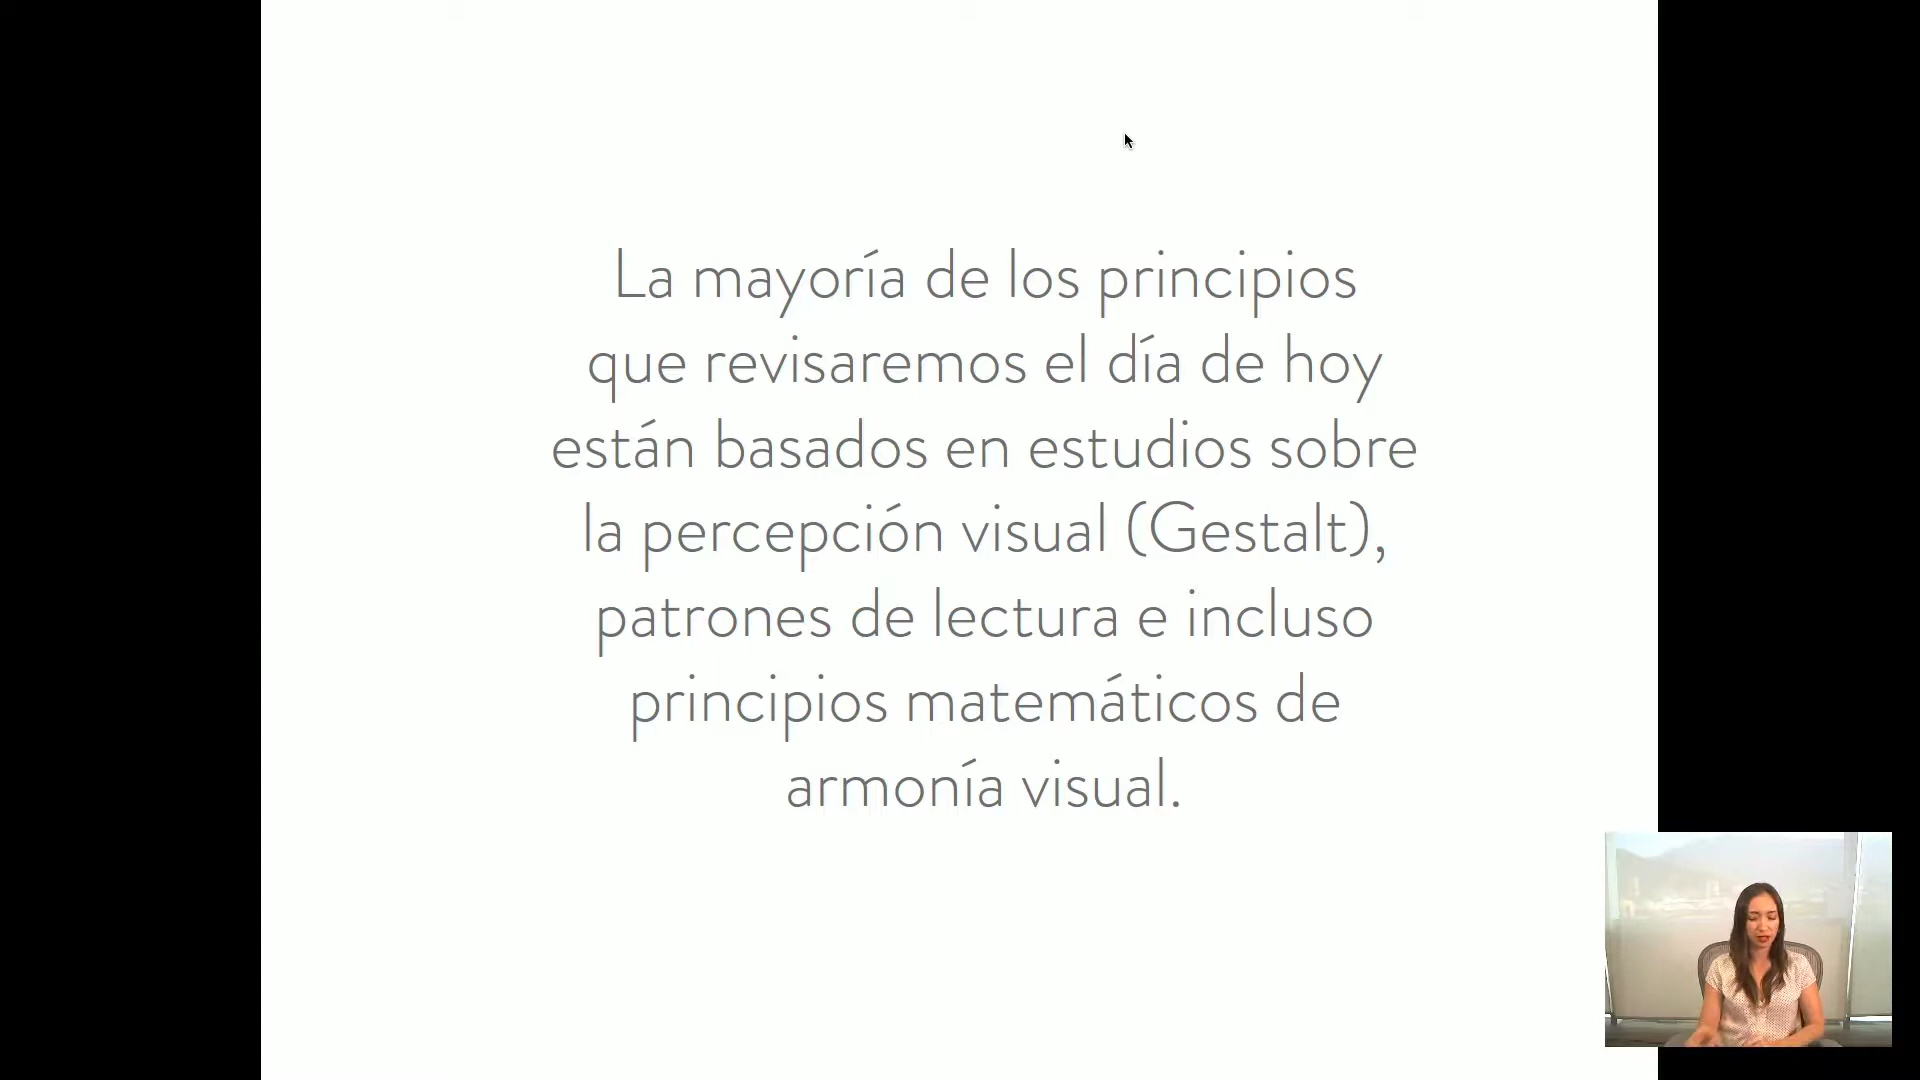 La mayoría de los principios
que revisaremos el día de hoy
están basados en estudios sobre
la percepción visual (Gestalt),
patrones de lectura e incluso
principios matemáticos de
armonía visual.